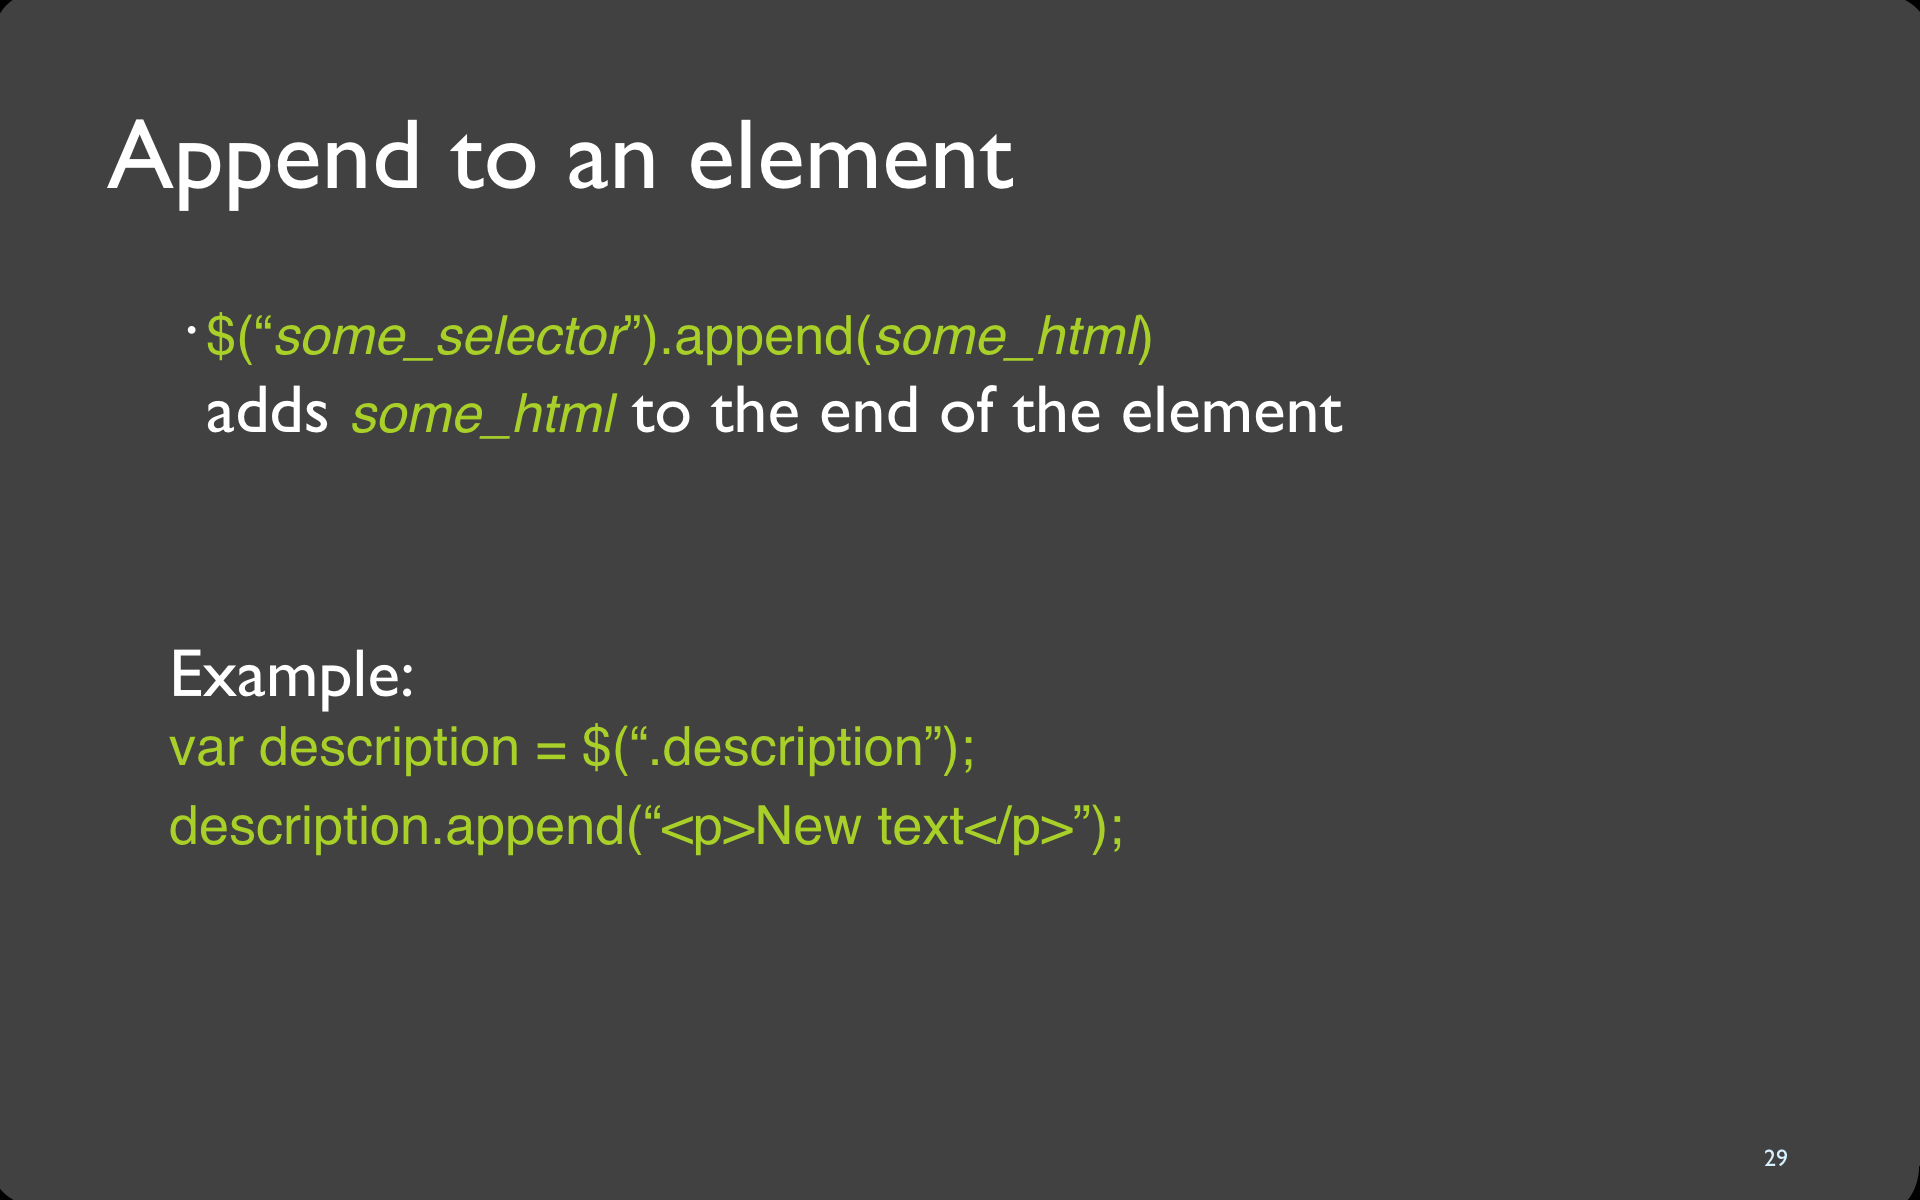 Append to an element
• $(“some_selector”).append(some_html)
adds some_html to the end of the element
Example:
var description = $(“.description”);
description.append(“<p>New text</p>”);
29